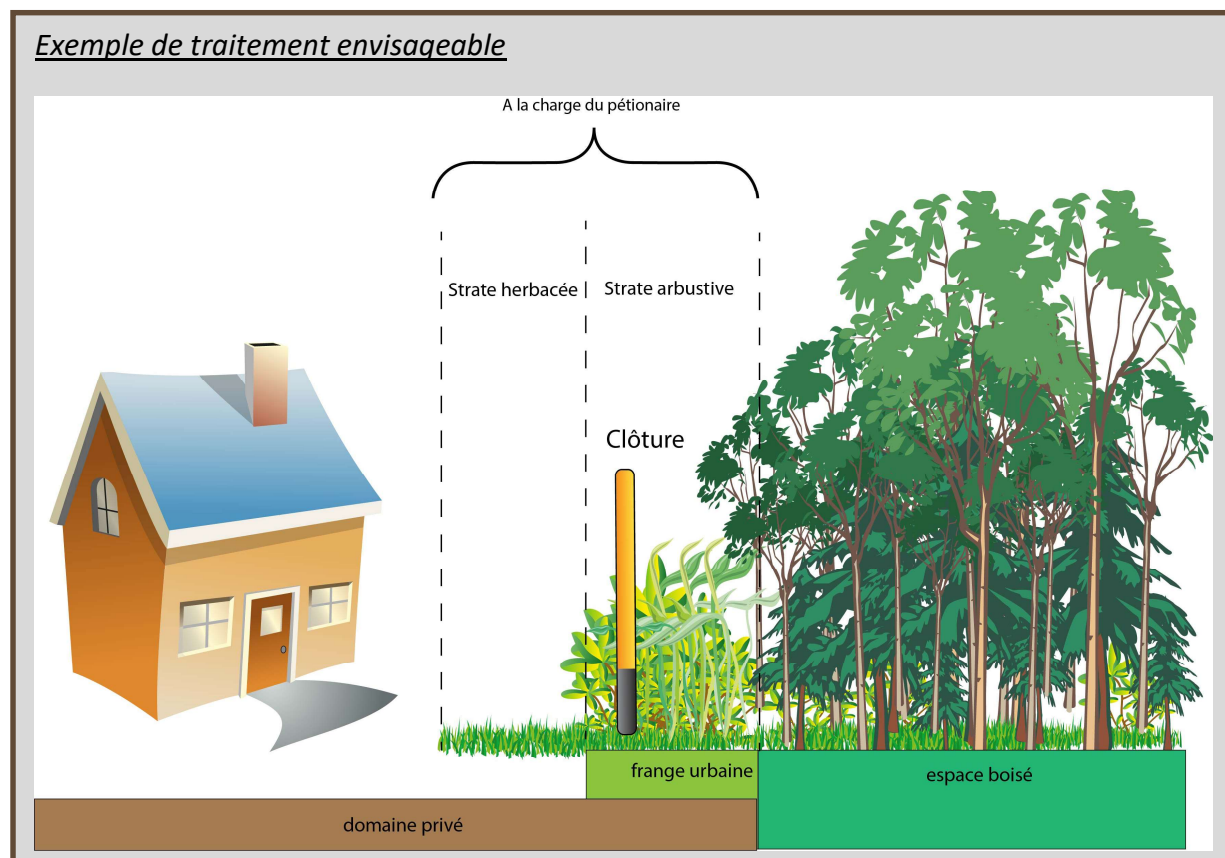 Exemple de traitement envisageable
A la charge du pétionaire
Strate herbacée
Strate arbustive
Clôture
frange urbaine
espace boisé
domaine privé